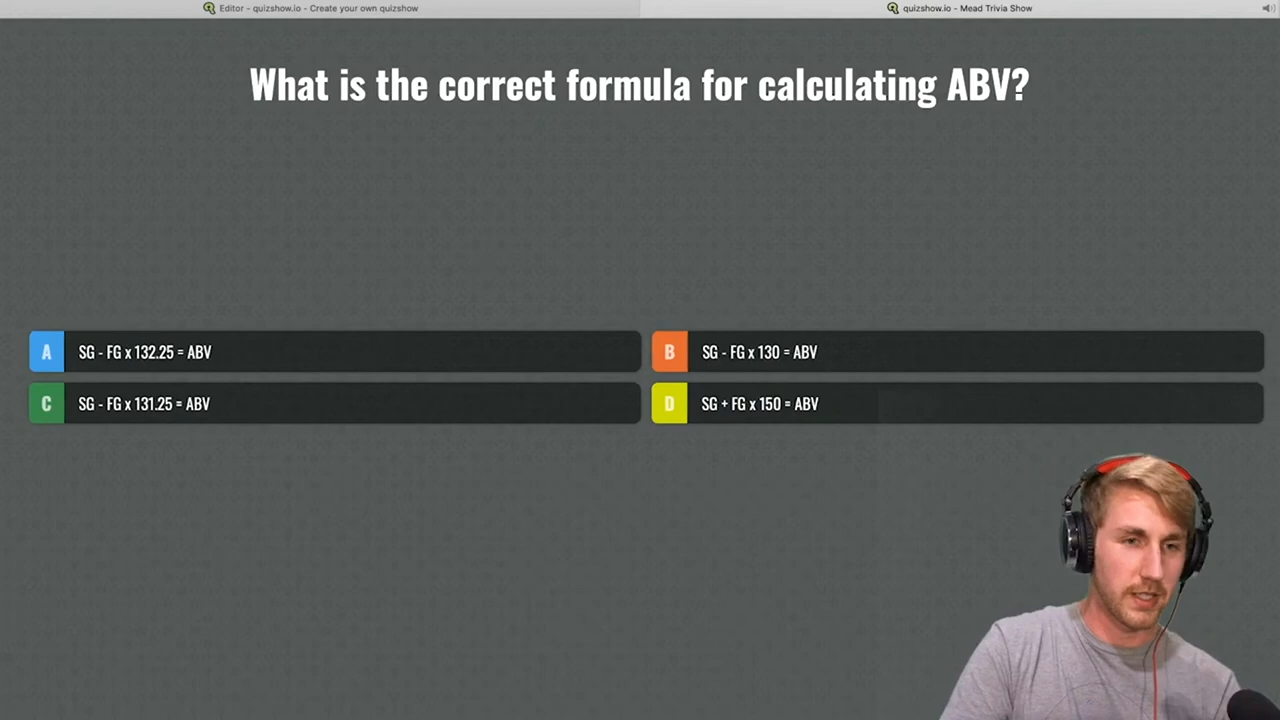 Editor - quizshow.io - Create your own quizshow
quizshow.io - Mead Trivia Show
What is the correct formula for calculating ABV?
A SG - FG x 132.25 = ABV
B SG - FG x 130 = ABV
C SG - FG x 131.25 = ABV
D SG + FG x 150 = ABV